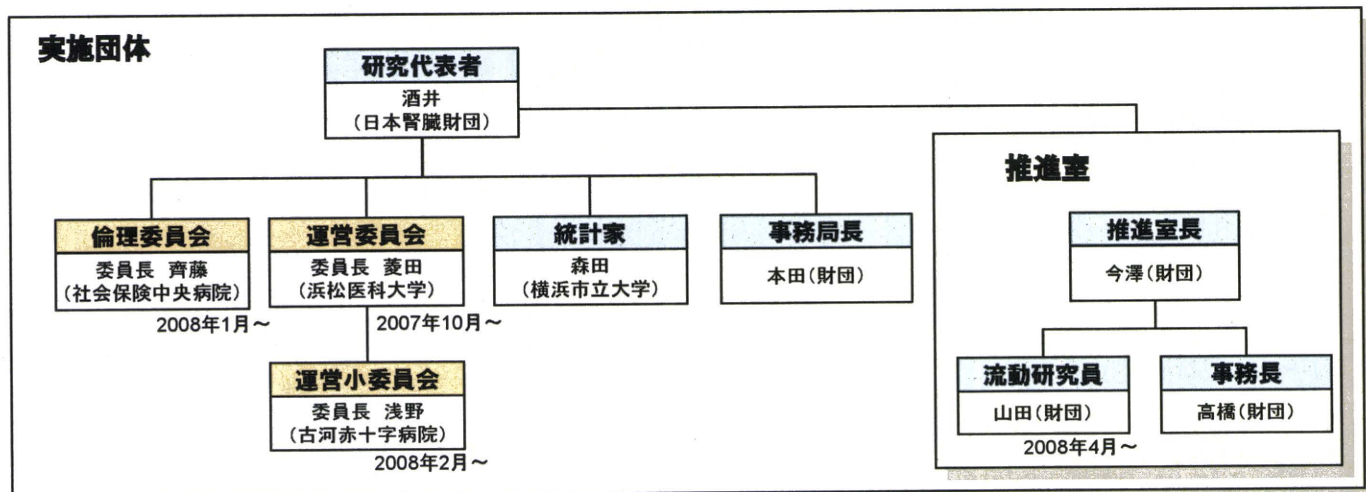 実施団体
研究代表者
酒井
（日本腎臓財団）
倫理委員会
委員長 齊藤
（社会保険中央病院）
2008年1月～
運営委員会
委員長 菱田
（浜松医科大学）
2007年10月～
運営小委員会
委員長 浅野
（古河赤十字病院）
2008年2月～
統計家
森田
（横浜市立大学）
事務局長
本田（財団）
推進室
推進室長
今澤（財団）
流動研究員
山田（財団）
2008年4月～
事務長
高橋（財団）